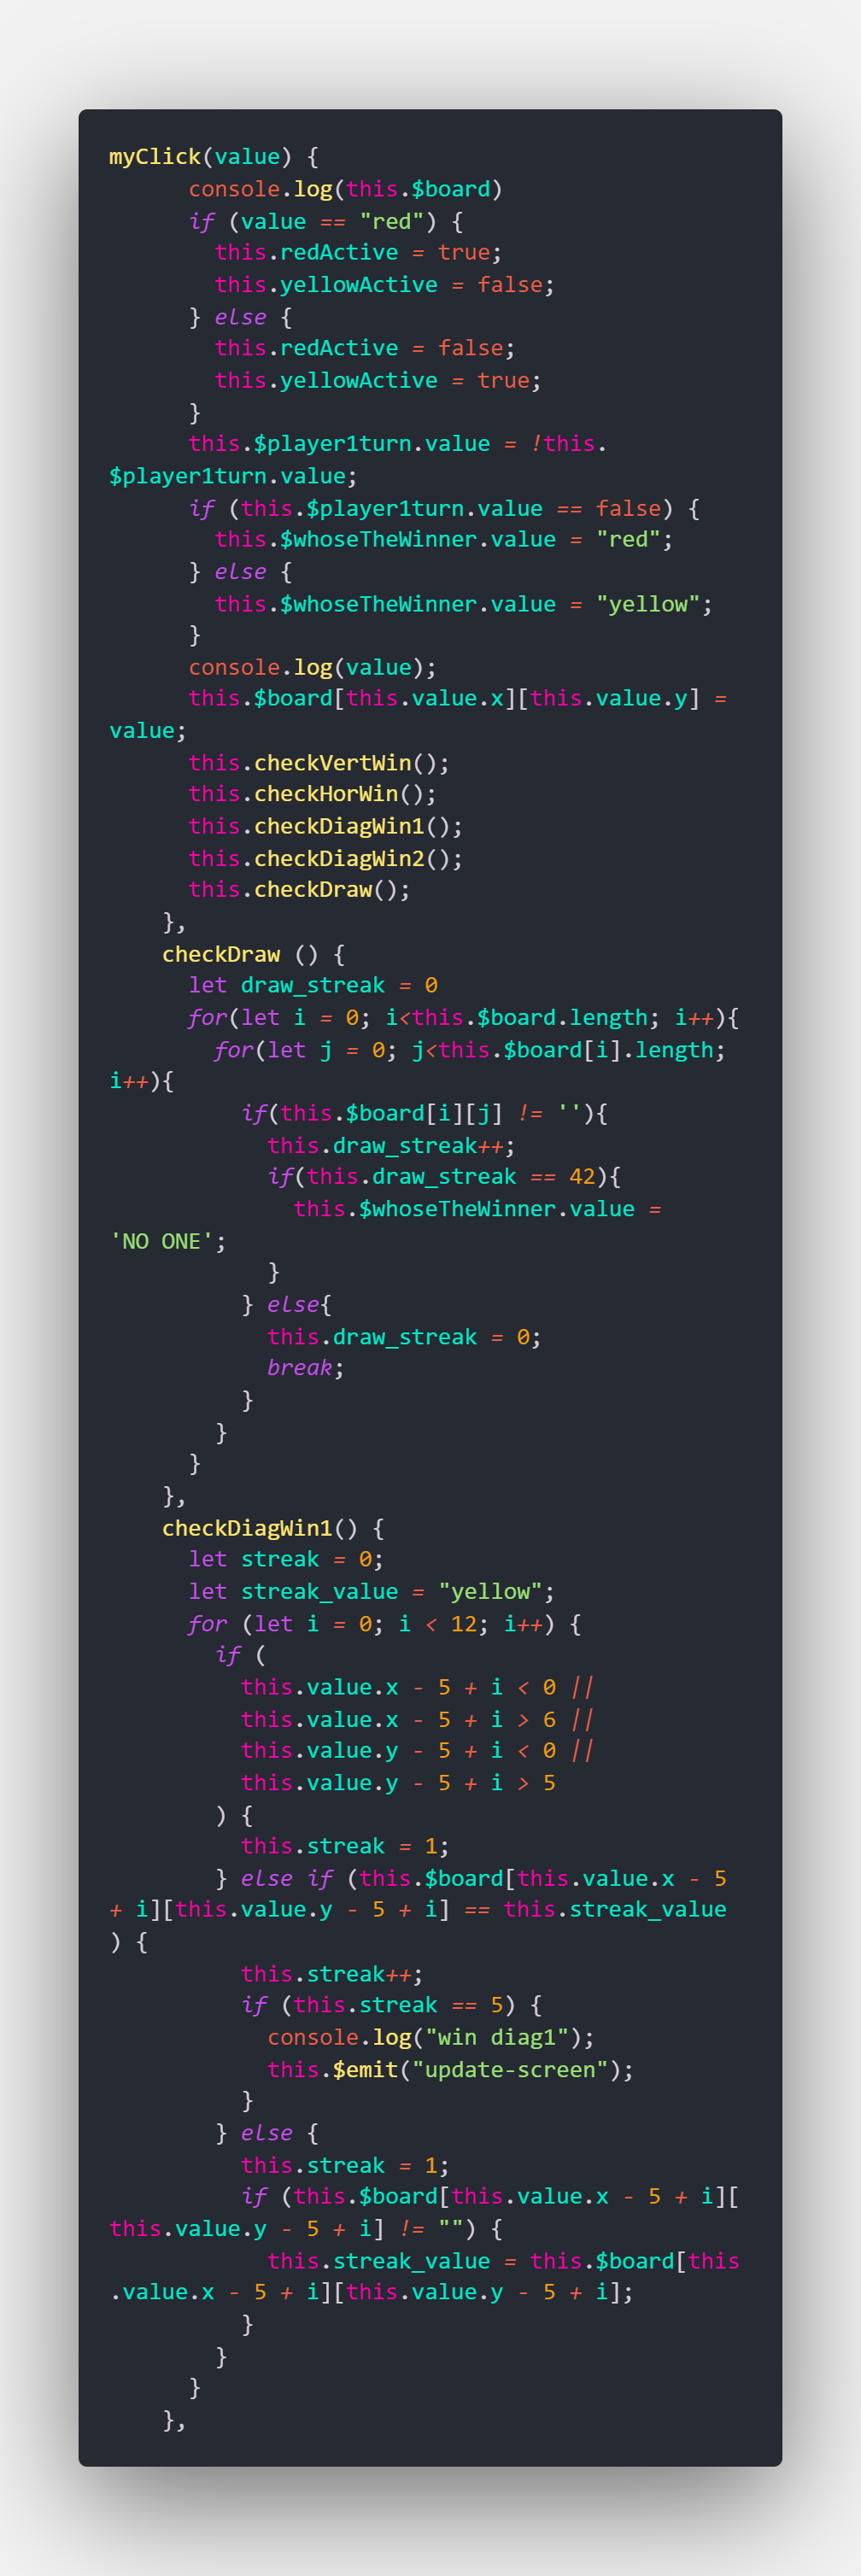 myClick(value) {
      console.log(this.$board)
      if (value == "red") {
        this.redActive = true;
        this.yellowActive = false;
      } else {
        this.redActive = false;
        this.yellowActive = true;
      }
      this.$player1turn.value = !this.
$player1turn.value;
      if (this.$player1turn.value == false) {
        this.$whoseTheWinner.value = "red";
      } else {
        this.$whoseTheWinner.value = "yellow";
      }
      console.log(value);
      this.$board[this.value.x][this.value.y] =
value;
      this.checkVertWin();
      this.checkHorWin();
      this.checkDiagWin1();
      this.checkDiagWin2();
      this.checkDraw();
    },
    checkDraw () {
      let draw_streak = 0
      for(let i = 0; i<this.$board.length; i++){
        for(let j = 0; j<this.$board[i].length;
i++){
          if(this.$board[i][j] != ''){
            this.draw_streak++;
            if(this.draw_streak == 42){
              this.$whoseTheWinner.value =
'NO ONE';
            }
          } else{
            this.draw_streak = 0;
            break;
          }
        }
      }
    },
    checkDiagWin1() {
      let streak = 0;
      let streak_value = "yellow";
      for (let i = 0; i < 12; i++) {
        if (
          this.value.x - 5 + i < 0 ||
          this.value.x - 5 + i > 6 ||
          this.value.y - 5 + i < 0 ||
          this.value.y - 5 + i > 5
        ) {
          this.streak = 1;
        } else if (this.$board[this.value.x - 5
+ i][this.value.y - 5 + i] == this.streak_value
) {
          this.streak++;
          if (this.streak == 5) {
            console.log("win diag1");
            this.$emit("update-screen");
          }
        } else {
          this.streak = 1;
          if (this.$board[this.value.x - 5 + i][
this.value.y - 5 + i] != "") {
            this.streak_value = this.$board[this
.value.x - 5 + i][this.value.y - 5 + i];
          }
        }
      }
    },